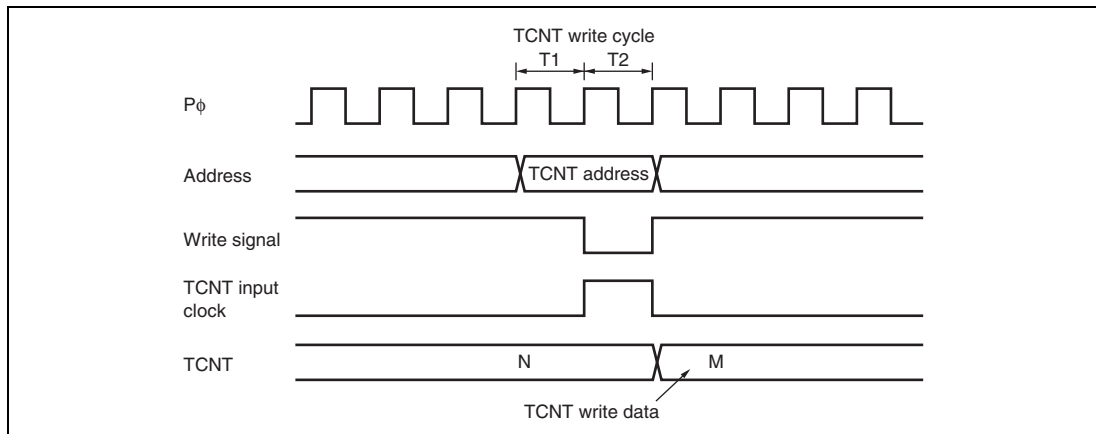 TCNT write cycle
T1 T2
Pϕ
Address
TCNT address
Write signal
TCNT input
clock
TCNT
N
M
TCNT write data